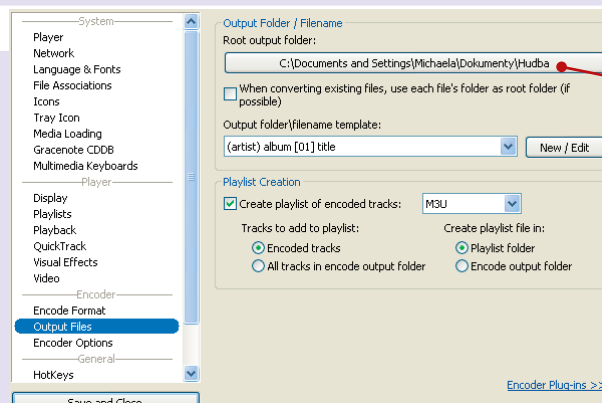 System
Player
Network
Language & Fonts
File Associations
Icons
Tray Icon
Media Loading
Gracenote CDDB
Multimedia Keyboards
Player
Display
Playlists
Playback
QuickTrack
Visual Effects
Video
Encoder
Encode Format
Output Files
Encoder Options
General
HotKeys
Save and Close
Output Folder / Filename
Root output folder:
C:\Documents and Settings\Michaela\Dokumenty\Hudba
When converting existing files, use each file's folder as root folder (if
possible)
Output folder\filename template:
(artist) album [01] title
New / Edit
Playlist Creation
Create playlist of encoded tracks: M3U
Tracks to add to playlist: Create playlist file in:
Encoded tracks Playlist folder
All tracks in encode output folder Encode output folder
Encoder Plug-ins >>